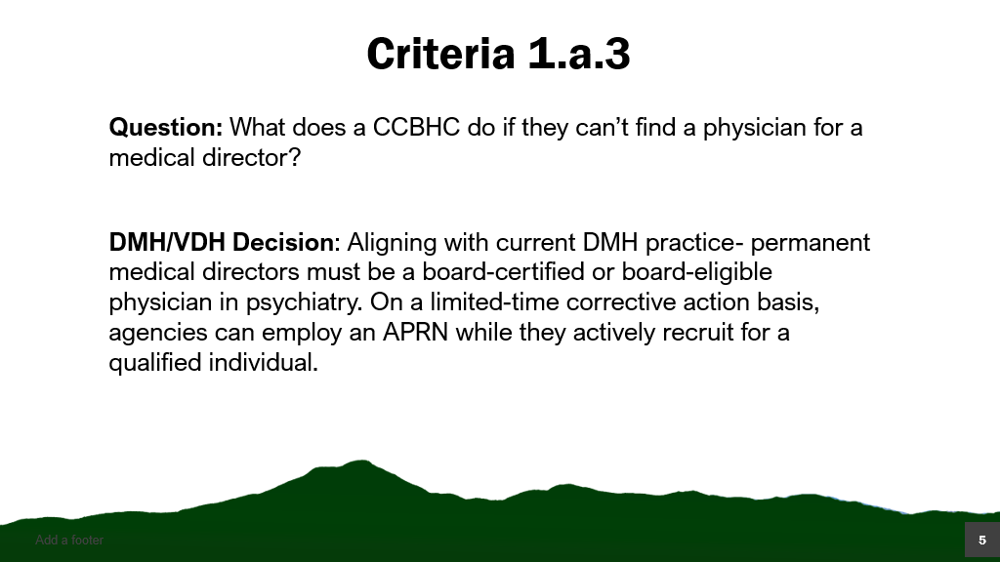 Criteria 1.a.3
Question: What does a CCBHC do if they can’t find a physician for a
medical director?
DMH/VDH Decision: Aligning with current DMH practice- permanent
medical directors must be a board-certified or board-eligible
physician in psychiatry. On a limited-time corrective action basis,
agencies can employ an APRN while they actively recruit for a
qualified individual.
Add a footer
5